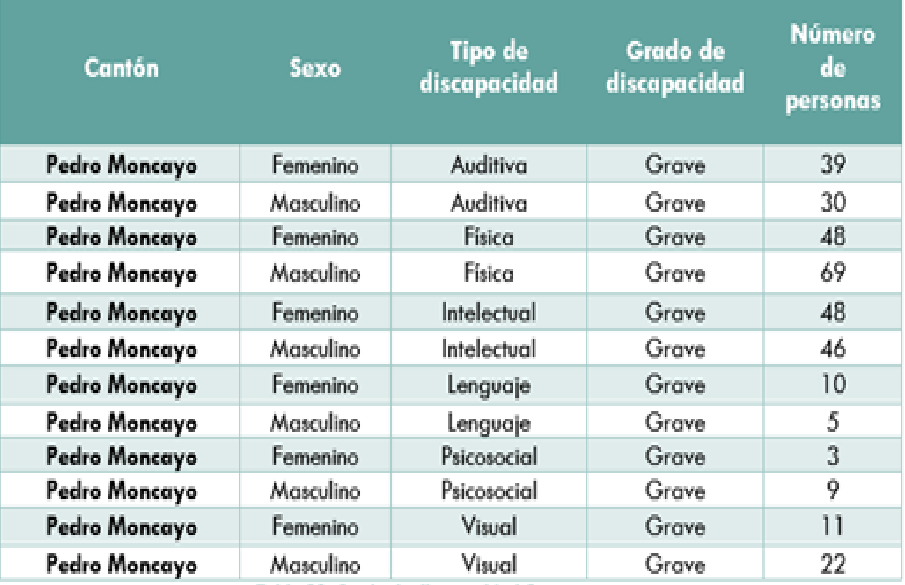 Cantón Sexo Tipo de discapacidad Grado de discapacidad Número de personas
Pedro Moncayo Femenino Auditiva Grave 39
Pedro Moncayo Masculino Auditiva Grave 30
Pedro Moncayo Femenino Física Grave 48
Pedro Moncayo Masculino Física Grave 69
Pedro Moncayo Femenino Intelectual Grave 48
Pedro Moncayo Masculino Intelectual Grave 46
Pedro Moncayo Femenino Lenguaje Grave 10
Pedro Moncayo Masculino Lenguaje Grave 5
Pedro Moncayo Femenino Psicosocial Grave 3
Pedro Moncayo Masculino Psicosocial Grave 9
Pedro Moncayo Femenino Visual Grave 11
Pedro Moncayo Masculino Visual Grave 22